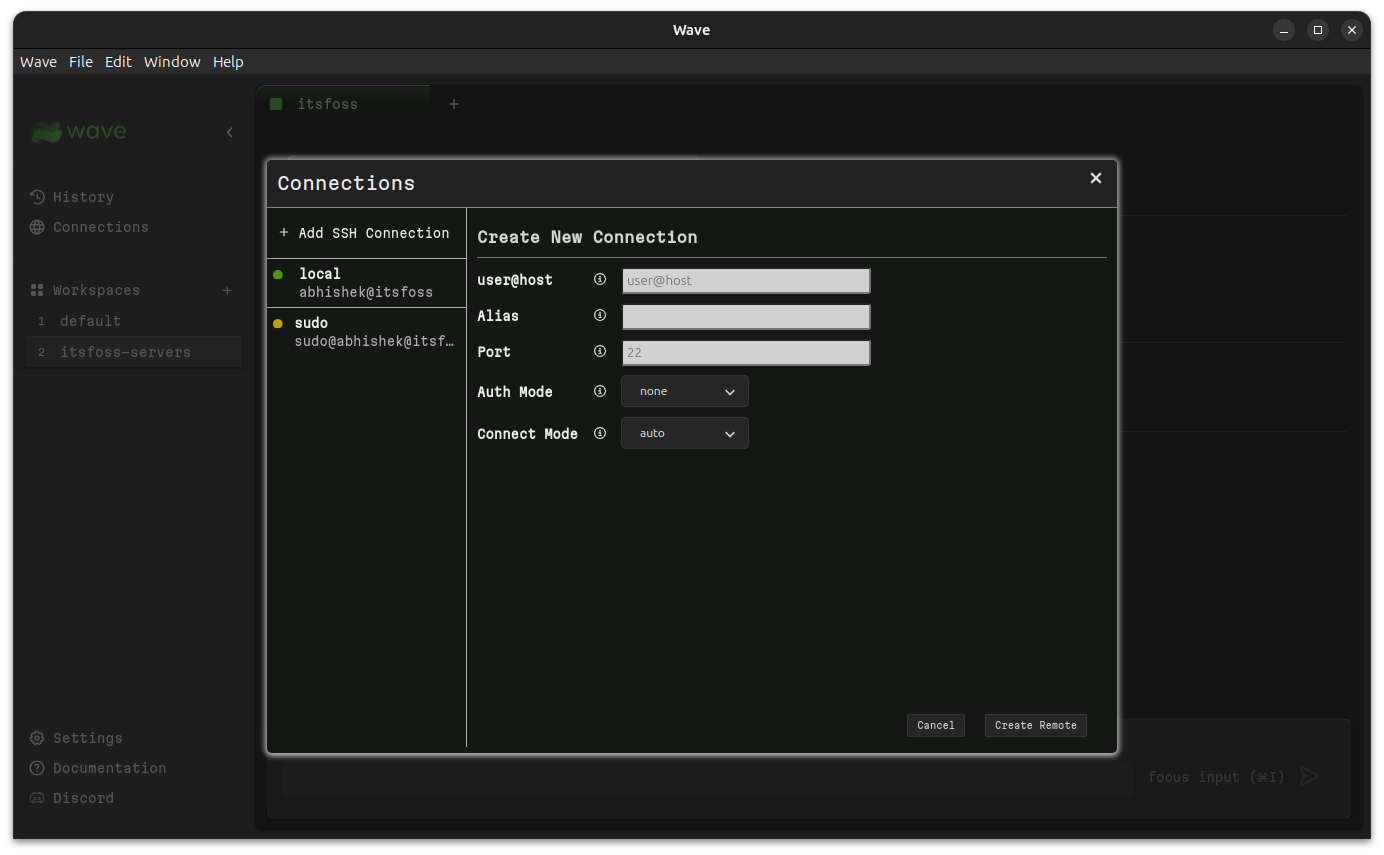 Wave
Wave File Edit Window Help
itsfoss +
wave
History
Connections
Workspaces +
1 default
2 itsfoss-servers
Settings
Documentation
Discord
Connections
+ Add SSH Connection
local
abhishek@itsfoss
sudo
sudo@abhishek@itsf…
Create New Connection
user@host user@host
Alias
Port 22
Auth Mode none
Connect Mode auto
Cancel Create Remote
focus input (⌘I)